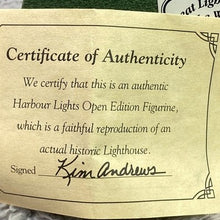 Certificate of Authenticity
We certify that this is an authentic
Harbour Lights Open Edition Figurine,
which is a faithful reproduction of an
actual historic Lighthouse.
Signed Kim Andrews